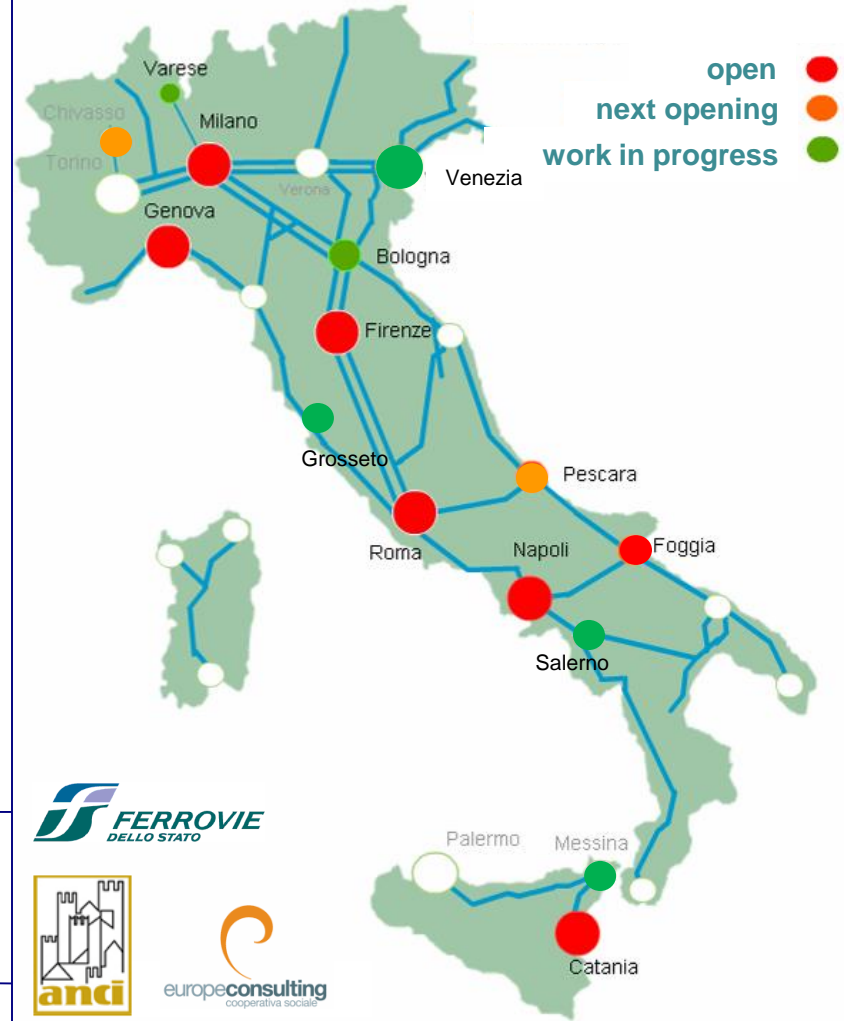 open
next opening
work in progress
Varese
Chivasso
Milano
Torino
Verona
Venezia
Genova
Bologna
Firenze
Grosseto
Pescara
Roma
Napoli
Foggia
Salerno
Palermo
Messina
Catania
FERROVIE
DELLO STATO
anci
europeconsulting
cooperativa sociale